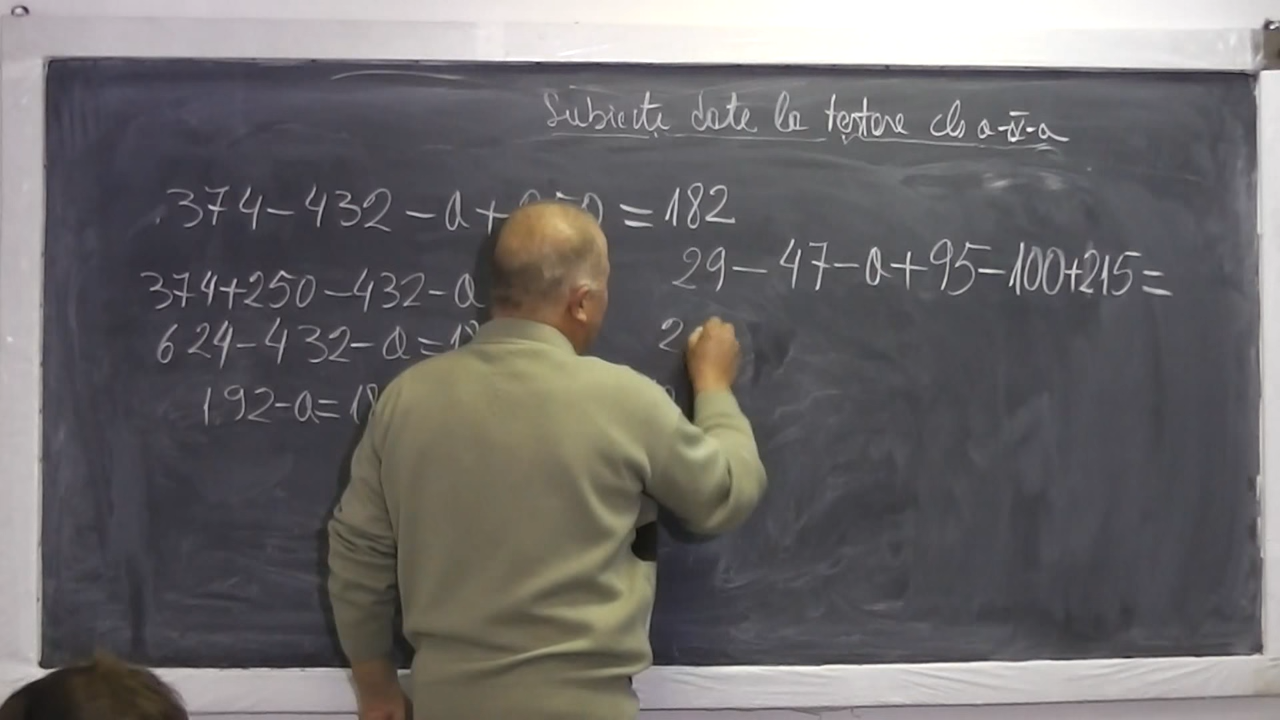 Subiecte date la testare cls a-V-a
374-432-a+250=182
29-47-a+95-100+215=
374+250-432-a
624-432-a=18
2
192-a=18